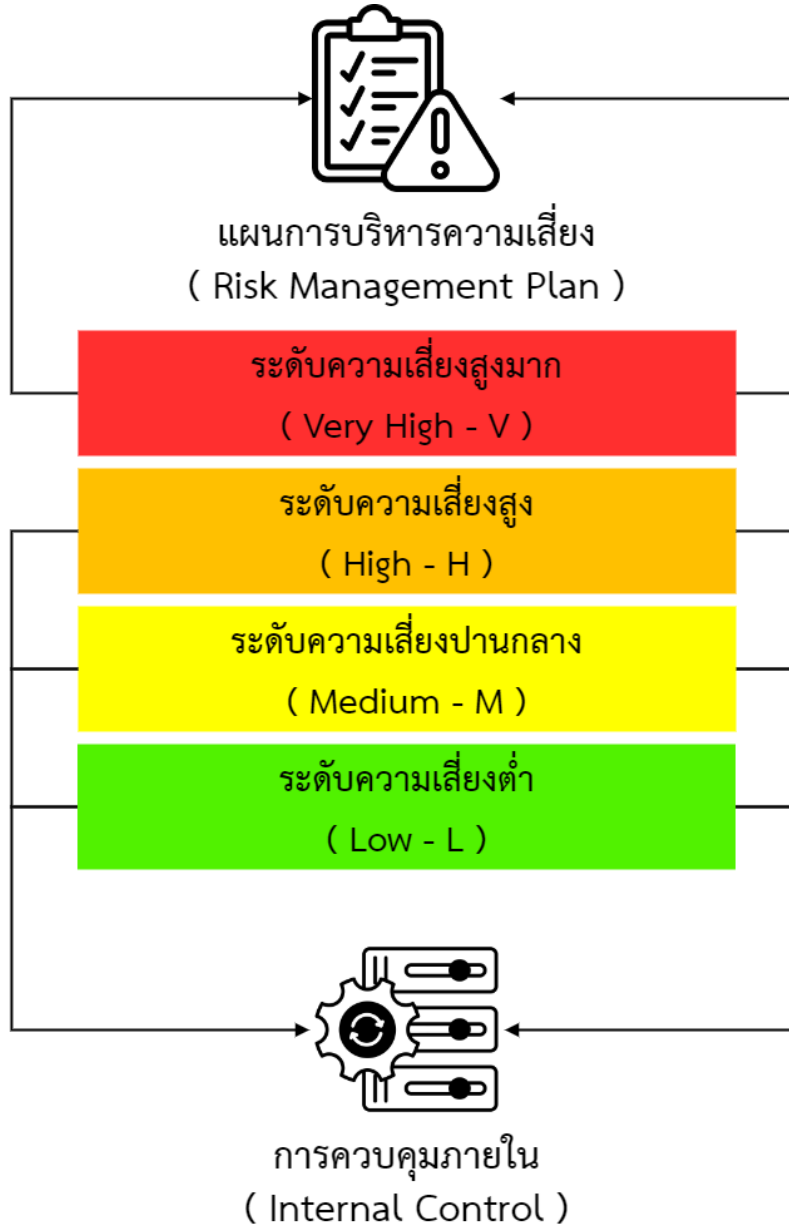 แผนการบริหารความเสี่ยง
( Risk Management Plan )
ระดับความเสี่ยงสูงมาก
( Very High - V )
ระดับความเสี่ยงสูง
( High - H )
ระดับความเสี่ยงปานกลาง
( Medium - M )
ระดับความเสี่ยงต่ำ
( Low - L )
การควบคุมภายใน
( Internal Control )